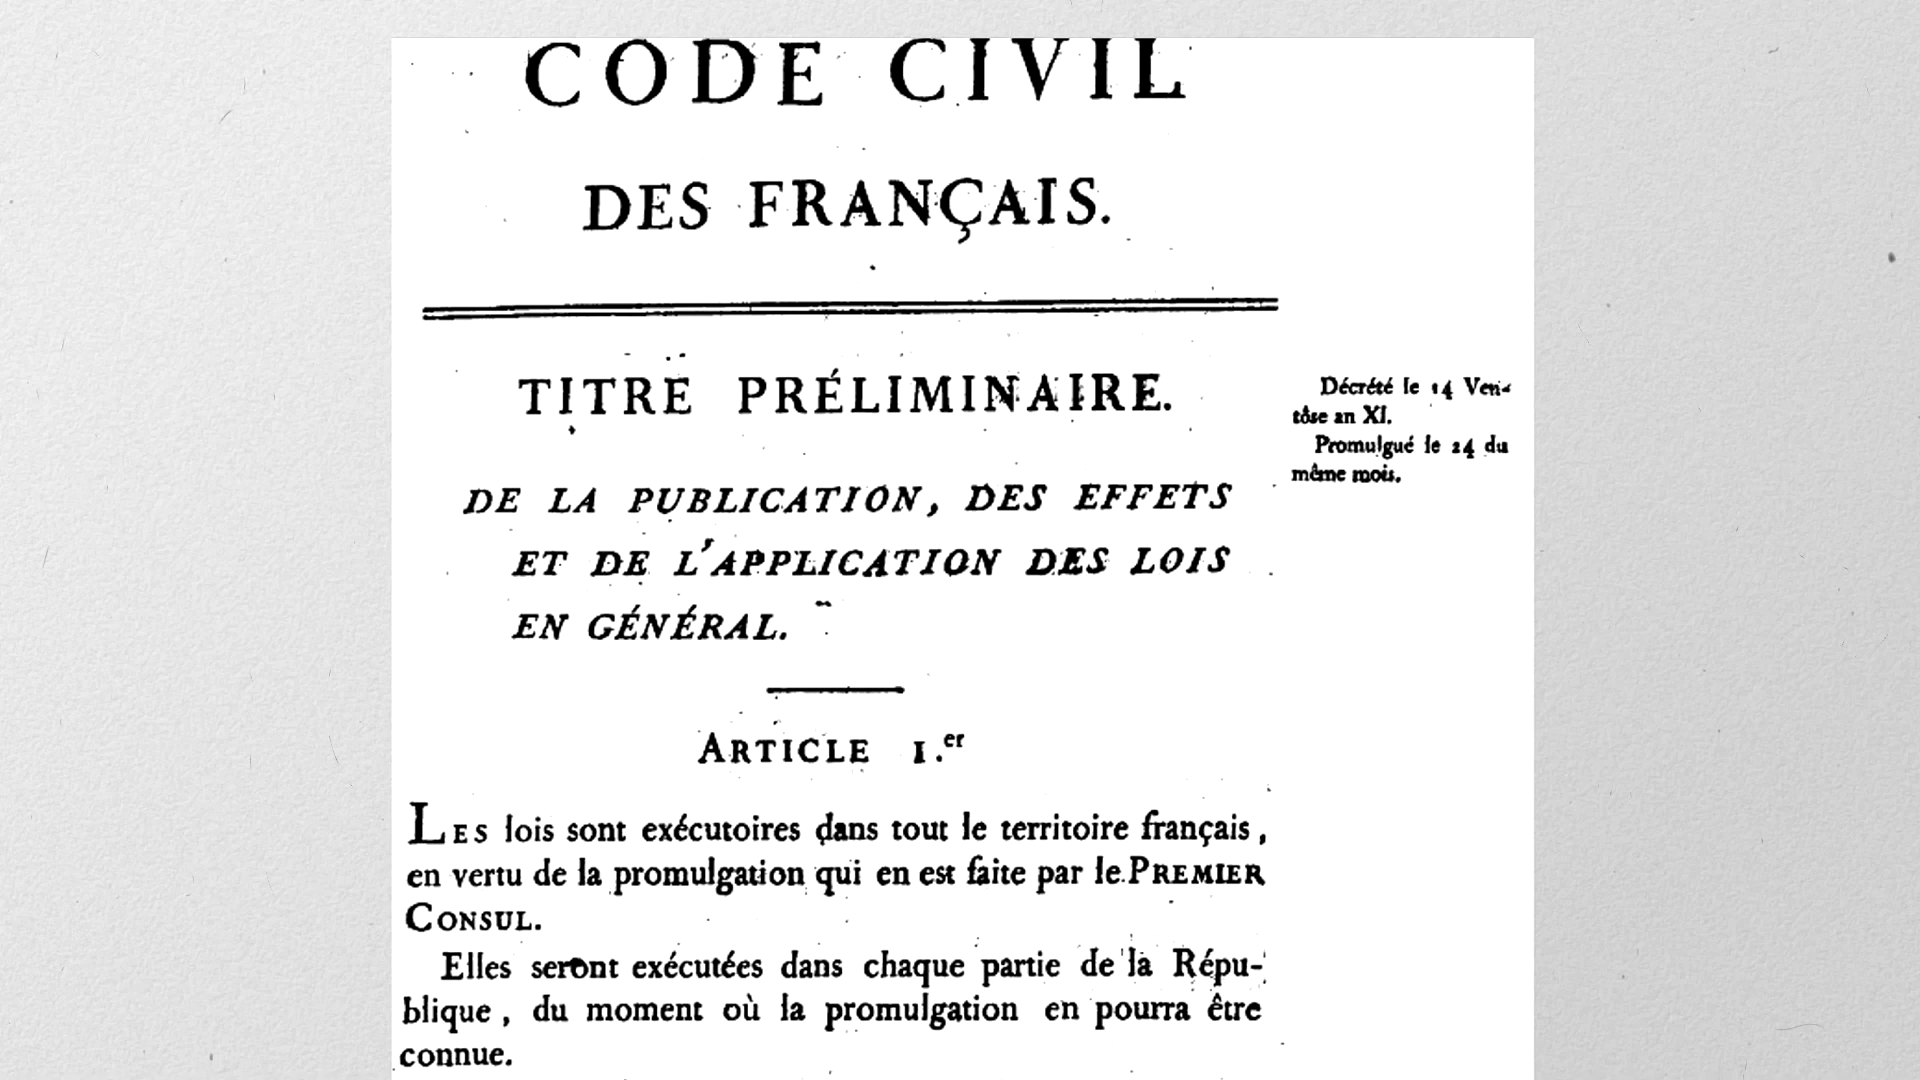 CODE CIVIL
DES FRANÇAIS.
TITRE PRÉLIMINAIRE.
Décrété le 14 Ven-
tôse an XI.
Promulgué le 24 du
même mois.
DE LA PUBLICATION, DES EFFETS
ET DE L'APPLICATION DES LOIS
EN GÉNÉRAL.
ARTICLE 1.er
LES lois sont exécutoires dans tout le territoire français,
en vertu de la promulgation qui en est faite par le PREMIER
CONSUL.
Elles seront exécutées dans chaque partie de la Répu-
blique, du moment où la promulgation en pourra être
connue.